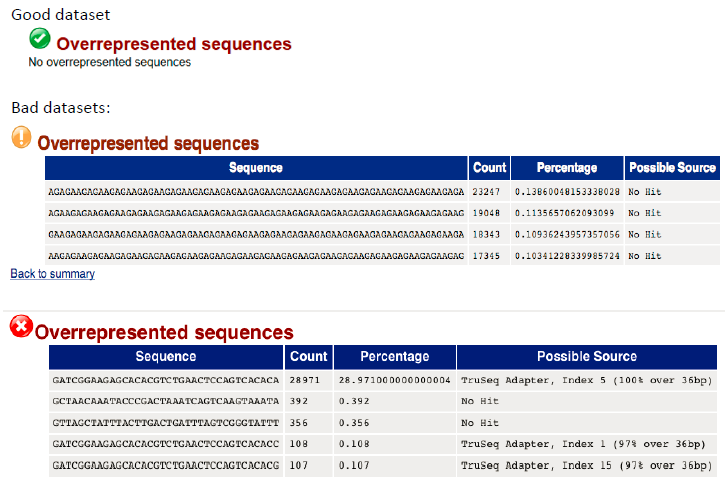 Good dataset
Overrepresented sequences
No overrepresented sequences
Bad datasets:
Overrepresented sequences
Sequence Count Percentage Possible Source
23247 0.13860048153338028 No Hit
19048 0.1135657062093099 No Hit
18343 0.10936243957357056 No Hit
17345 0.10341228339985724 No Hit
Back to summary
Overrepresented sequences
Sequence Count Percentage Possible Source
GATCGGAAGAGCACACGTCTGAACTCCAGTCACACA 28971 28.971000000000004 TruSeq Adapter, Index 5 (100% over 36bp)
GCTAACAAATACCCGACTAAATCAGTCAAGTAAATA 392 0.392 No Hit
GTTAGCTATTTACTTGACTGATTTAGTCGGGTATTT 356 0.356 No Hit
GATCGGAAGAGCACACGTCTGAACTCCAGTCACACC 108 0.108 TruSeq Adapter, Index 1 (97% over 36bp)
GATCGGAAGAGCACACGTCTGAACTCCAGTCACACG 107 0.107 TruSeq Adapter, Index 15 (97% over 36bp)